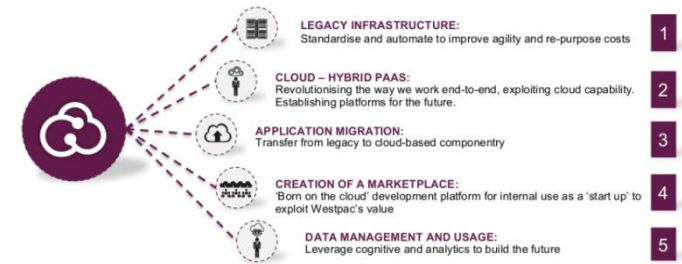 LEGACY INFRASTRUCTURE:
Standardise and automate to improve agility and re-purpose costs
1
CLOUD – HYBRID PAAS:
Revolutionising the way we work end-to-end, exploiting cloud capability.
Establishing platforms for the future.
2
APPLICATION MIGRATION:
Transfer from legacy to cloud-based componentry
3
CREATION OF A MARKETPLACE:
'Born on the cloud' development platform for internal use as a 'start up' to
exploit Westpac's value
4
DATA MANAGEMENT AND USAGE:
Leverage cognitive and analytics to build the future
5